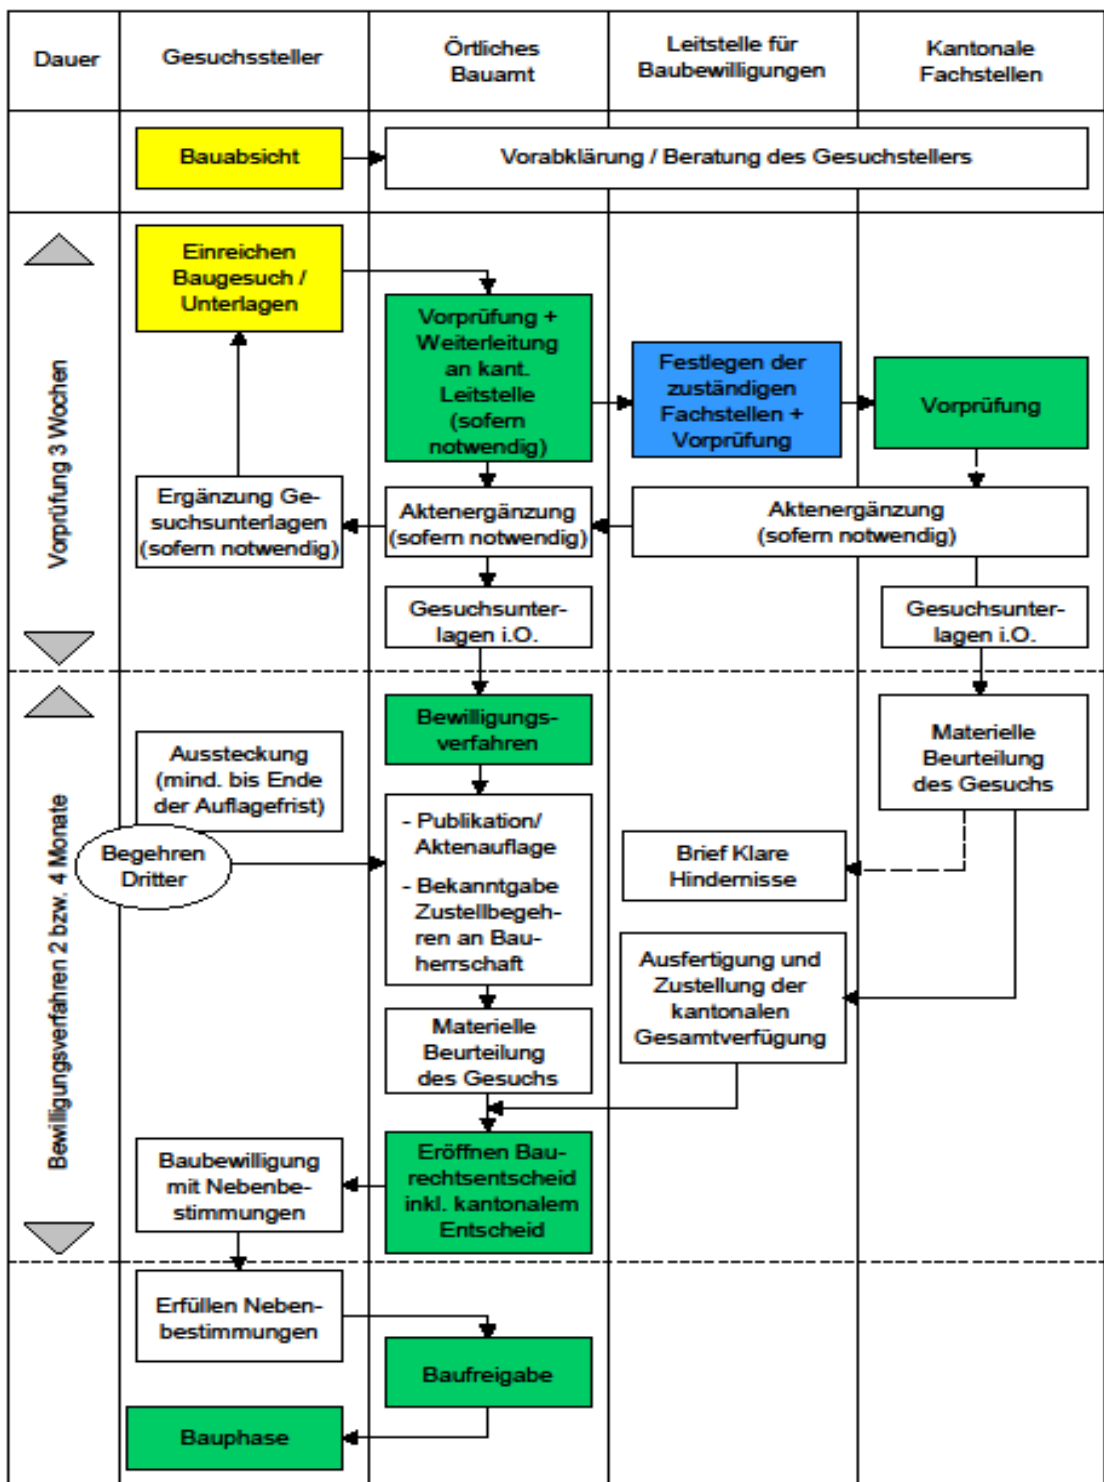 Dauer
Gesuchssteller
Örtliches
Bauamt
Leitstelle für
Baubewilligungen
Kantonale
Fachstellen
Bauabsicht
Vorabklärung / Beratung des Gesuchstellers
Vorprüfung 3 Wochen
Einreichen
Baugesuch /
Unterlagen
Vorprüfung +
Weiterleitung
an kant.
Leitstelle
(sofern
notwendig)
Festlegen der
zuständigen
Fachstellen +
Vorprüfung
Vorprüfung
Ergänzung Ge-
suchsunterlagen
(sofern notwendig)
Aktenergänzung
(sofern notwendig)
Aktenergänzung
(sofern notwendig)
Gesuchsunter-
lagen i.O.
Gesuchsunter-
lagen i.O.
Bewilligungsverfahren 2 bzw. 4 Monate
Bewilligungs-
verfahren
Aussteckung
(mind. bis Ende
der Auflagefrist)
Begehren
Dritter
- Publikation/
Aktenauflage
- Bekanntgabe
Zustellbegeh-
ren an Bau-
herrschaft
Materielle
Beurteilung
des Gesuchs
Brief Klare
Hindernisse
Ausfertigung und
Zustellung der
kantonalen
Gesamtverfügung
Materielle
Beurteilung
des Gesuchs
Baubewilligung
mit Nebenbe-
stimmungen
Eröffnen Bau-
rechtsentscheid
inkl. kantonalem
Entscheid
Erfüllen Neben-
bestimmungen
Baufreigabe
Bauphase